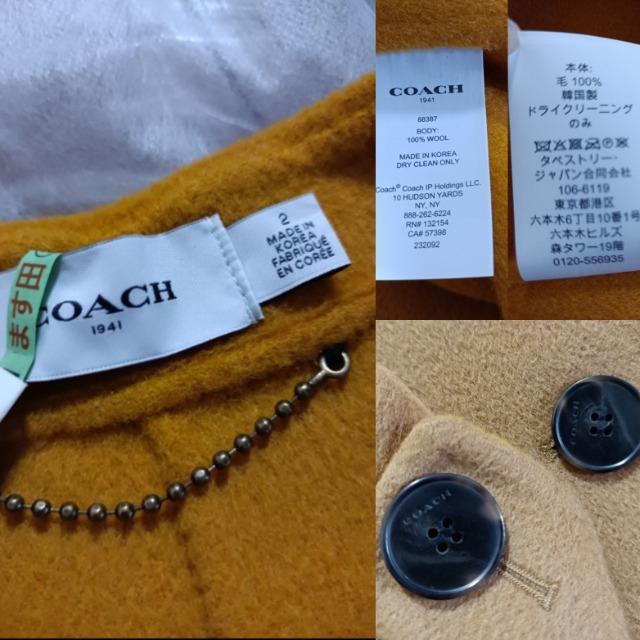 COACH
1941
2
MADE IN
KOREA
FABRIQUÉ
EN CORÉE
ます田
COACH
1941
88387
BODY:
100% WOOL
MADE IN KOREA
DRY CLEAN ONLY
Coach® Coach IP Holdings LLC.
10 HUDSON YARDS
NY, NY
888-262-6224
RN# 132154
CA# 57398
232092
本体:
毛 100%
韓国製
ドライクリーニング
のみ
タペストリー・
ジャパン合同会社
106-6119
東京都港区
六本木6丁目10番1号
六本木ヒルズ
森タワー19階
0120-556935
COACH
COACH